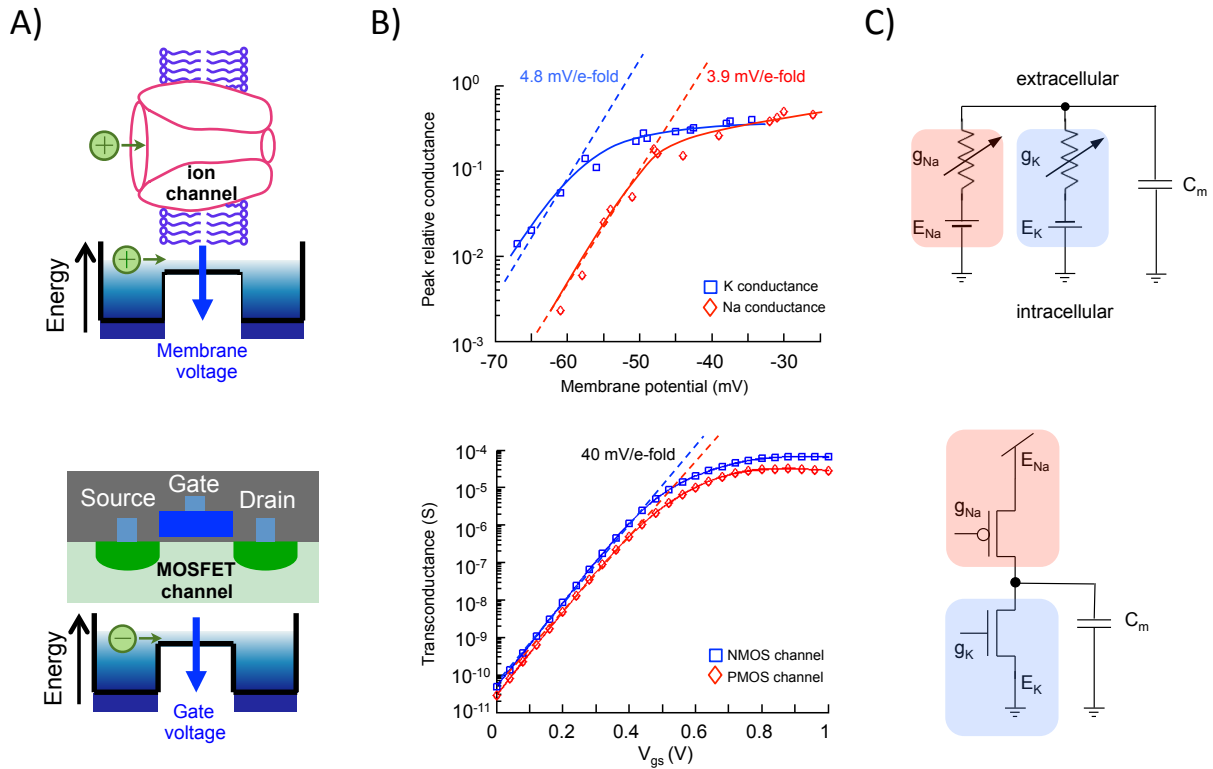 A)
ion
channel
Energy
Membrane
voltage
Source
Gate
Drain
MOSFET
channel
Energy
Gate
voltage
B)
4.8 mV/e-fold
3.9 mV/e-fold
Peak relative conductance
10⁰
10⁻¹
10⁻²
10⁻³
K conductance
Na conductance
-70
-60
-50
-40
-30
Membrane potential (mV)
40 mV/e-fold
Transconductance (S)
10⁻⁴
10⁻⁵
10⁻⁶
10⁻⁷
10⁻⁸
10⁻⁹
10⁻¹⁰
10⁻¹¹
NMOS channel
PMOS channel
0
0.2
0.4
0.6
0.8
1
V_gs (V)
C)
extracellular
g_Na
g_K
C_m
E_Na
E_K
intracellular
E_Na
g_Na
C_m
g_K
E_K